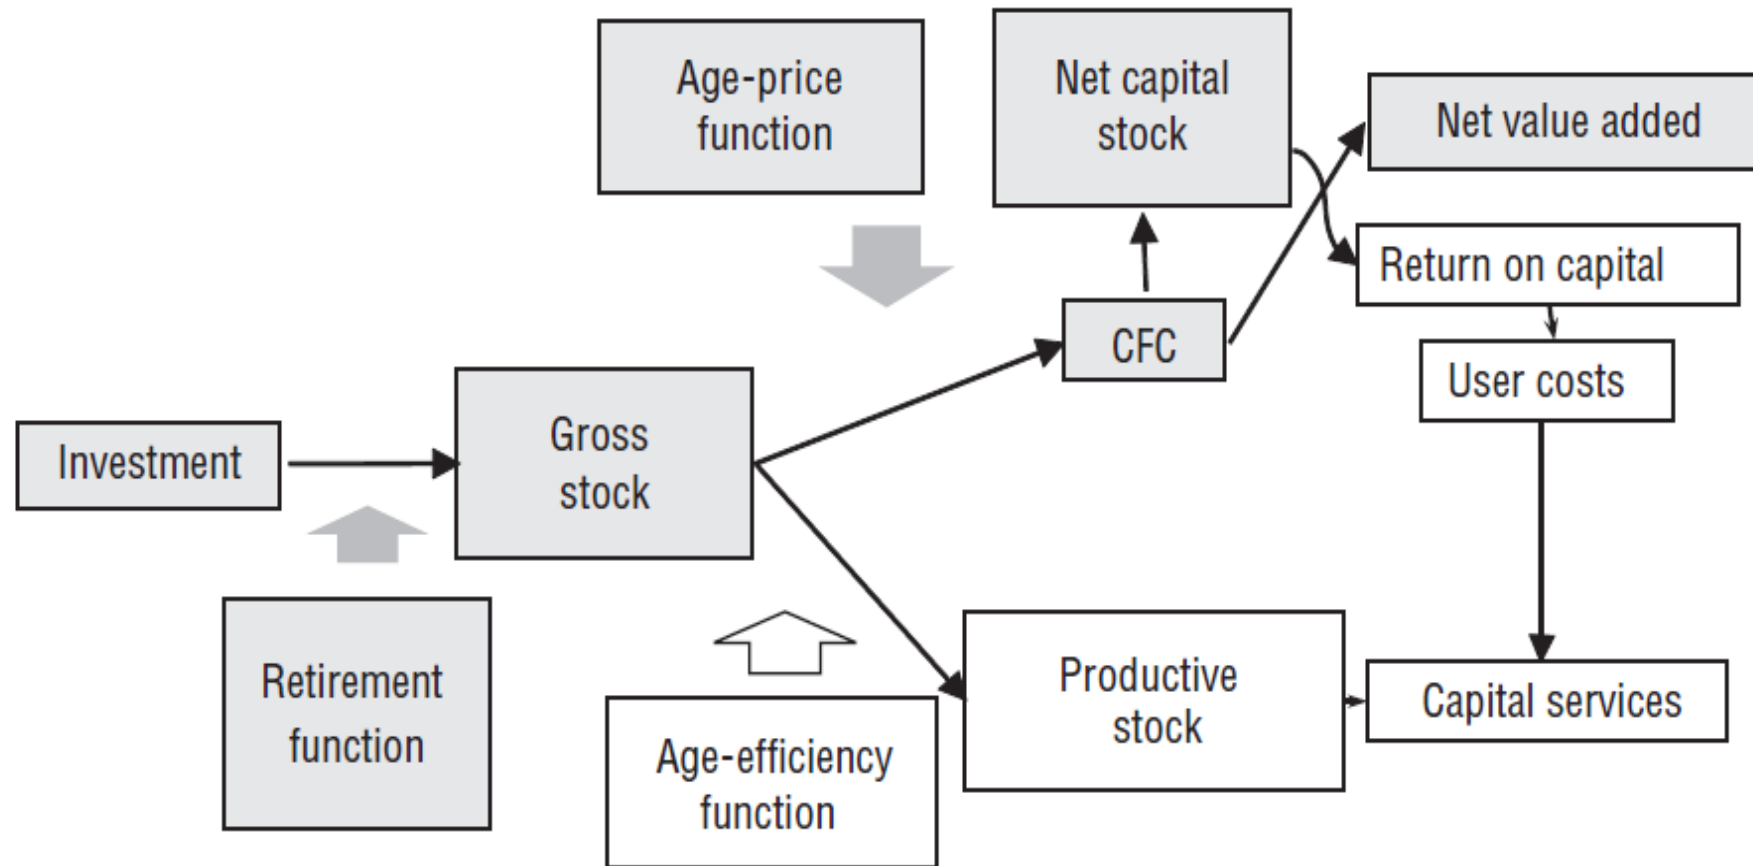 Age-price
function
Net capital
stock
Net value added
Return on capital
CFC
User costs
Investment
Gross
stock
Retirement
function
Age-efficiency
function
Productive
stock
Capital services